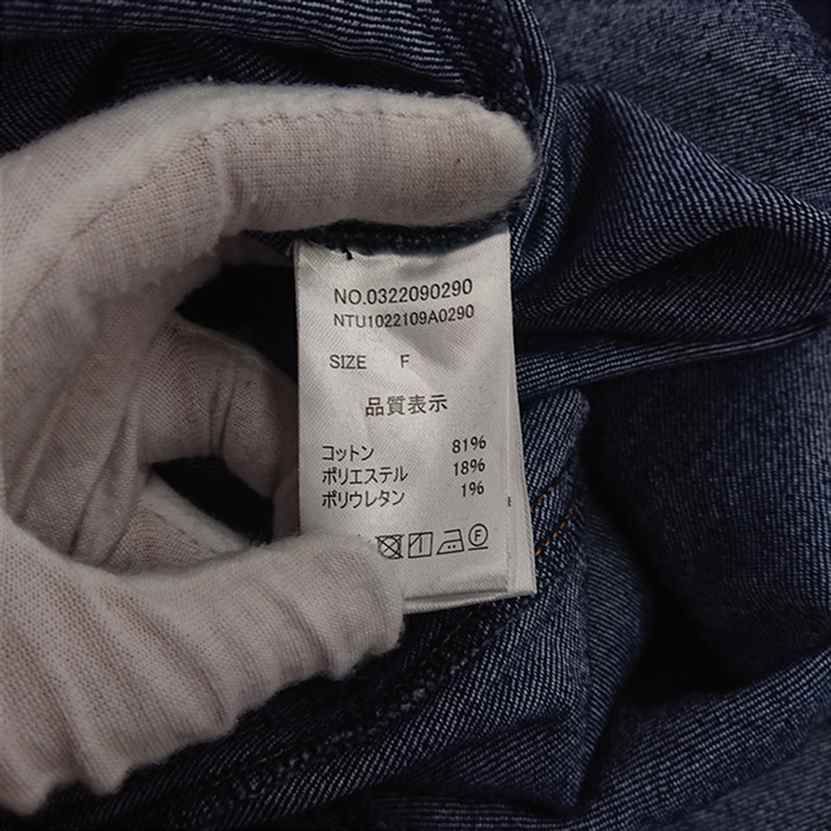 NO.0322090290
NTU1022109A0290
SIZE F
品質表示
コットン 81%
ポリエステル 18%
ポリウレタン 1%
F